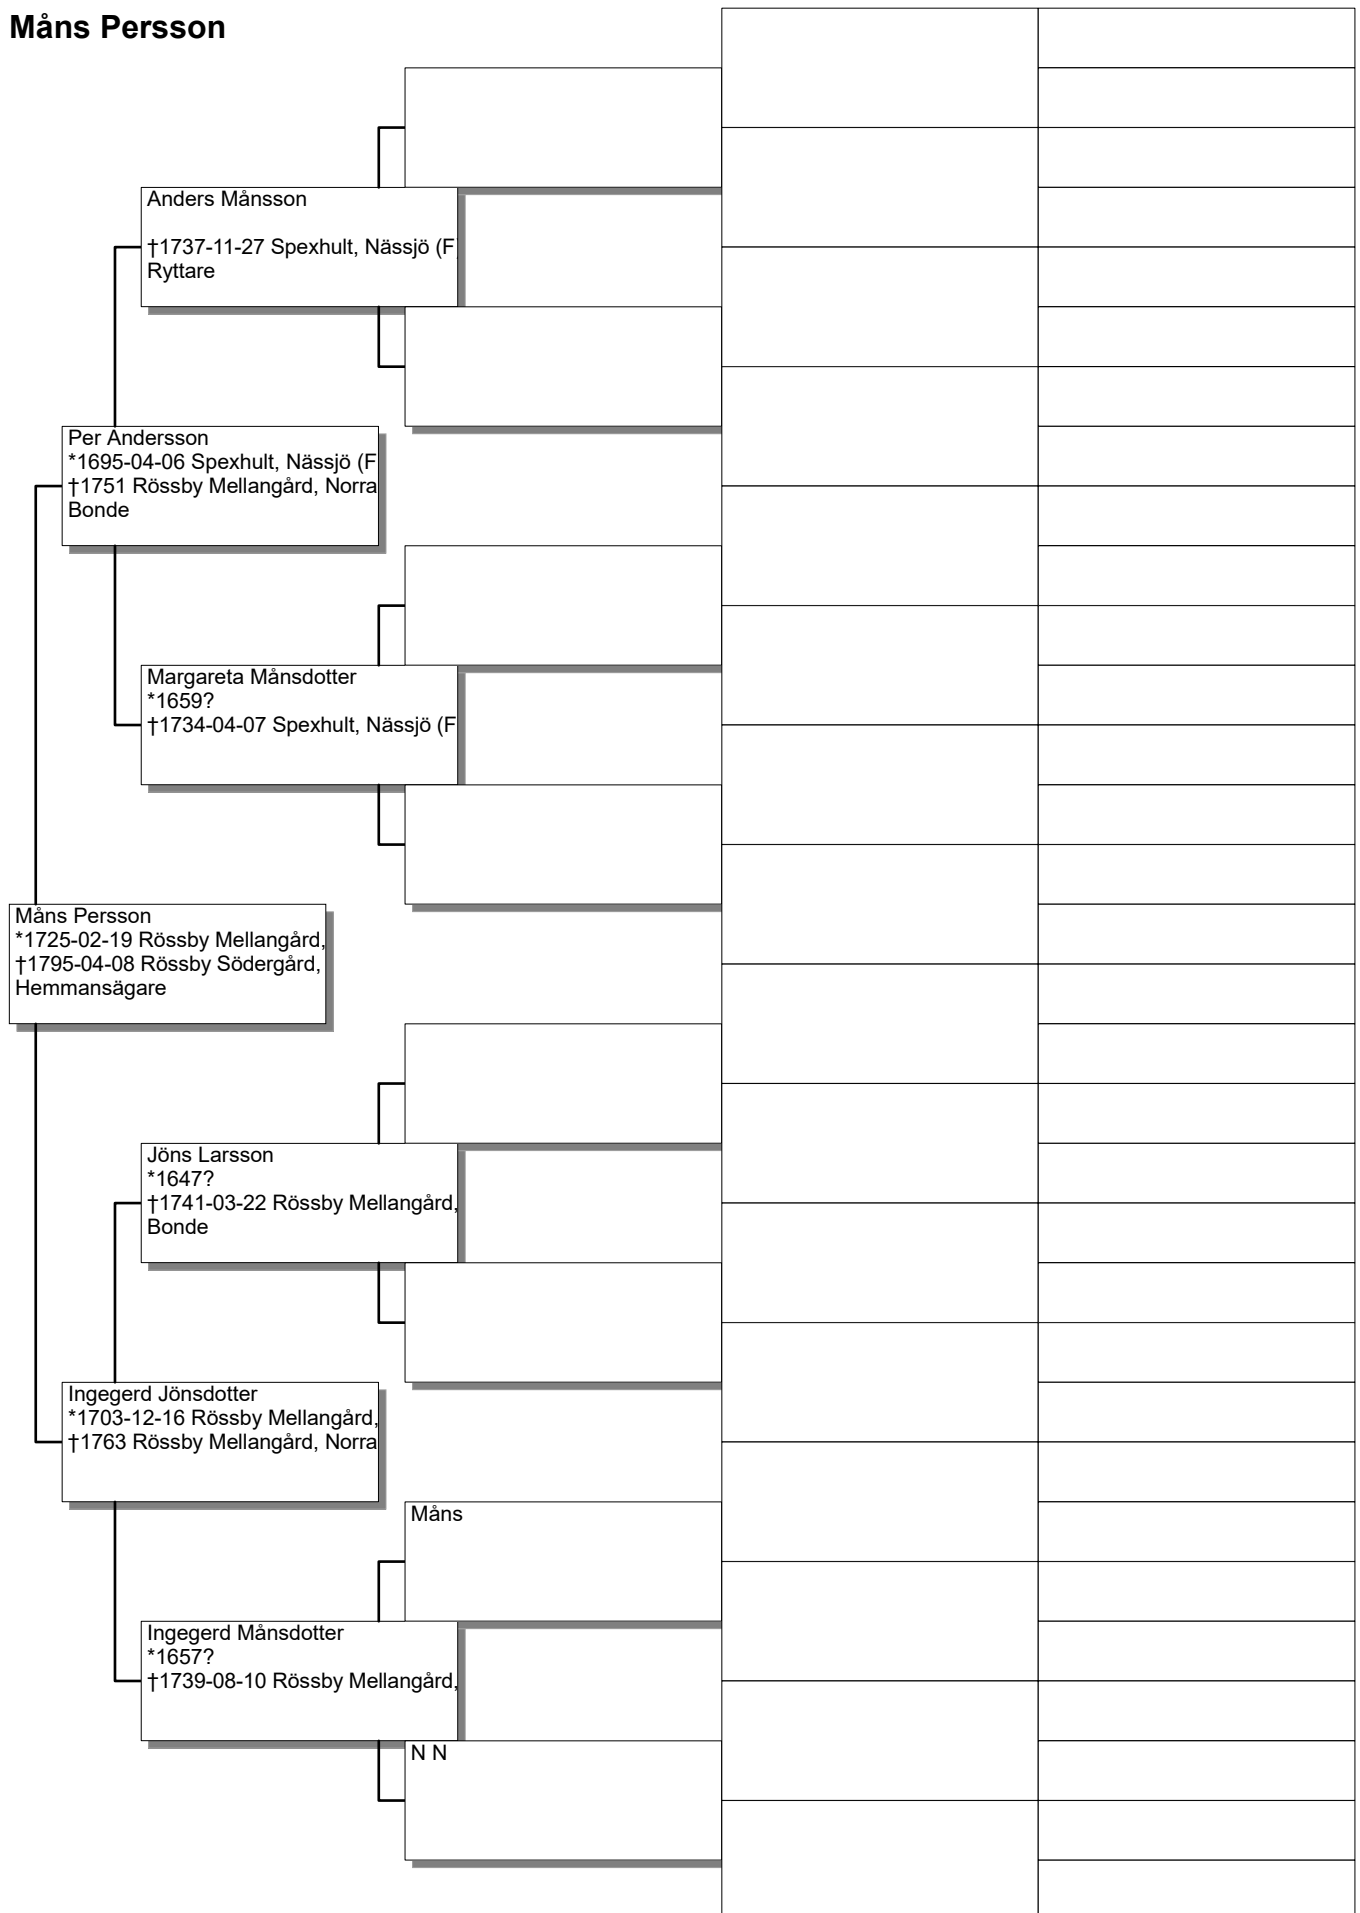 Måns Persson
Anders Månsson
†1737-11-27 Spexhult, Nässjö (F
Ryttare
Per Andersson
*1695-04-06 Spexhult, Nässjö (F
†1751 Rössby Mellangård, Norra
Bonde
Margareta Månsdotter
*1659?
†1734-04-07 Spexhult, Nässjö (F
Måns Persson
*1725-02-19 Rössby Mellangård,
†1795-04-08 Rössby Södergård,
Hemmansägare
Jöns Larsson
*1647?
†1741-03-22 Rössby Mellangård,
Bonde
Ingegerd Jönsdotter
*1703-12-16 Rössby Mellangård,
†1763 Rössby Mellangård, Norra
Måns
Ingegerd Månsdotter
*1657?
†1739-08-10 Rössby Mellangård,
N N